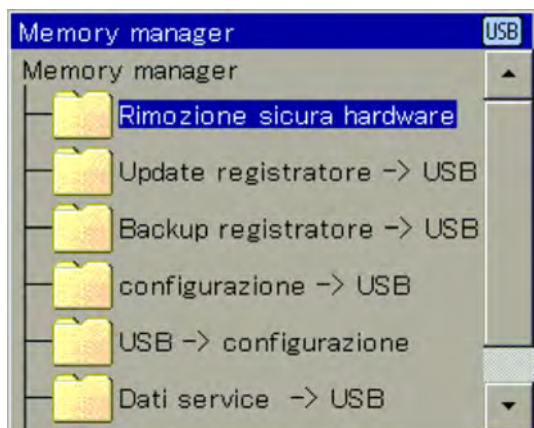 Memory manager USB
Memory manager
Rimozione sicura hardware
Update registratore -> USB
Backup registratore -> USB
configurazione -> USB
USB -> configurazione
Dati service -> USB